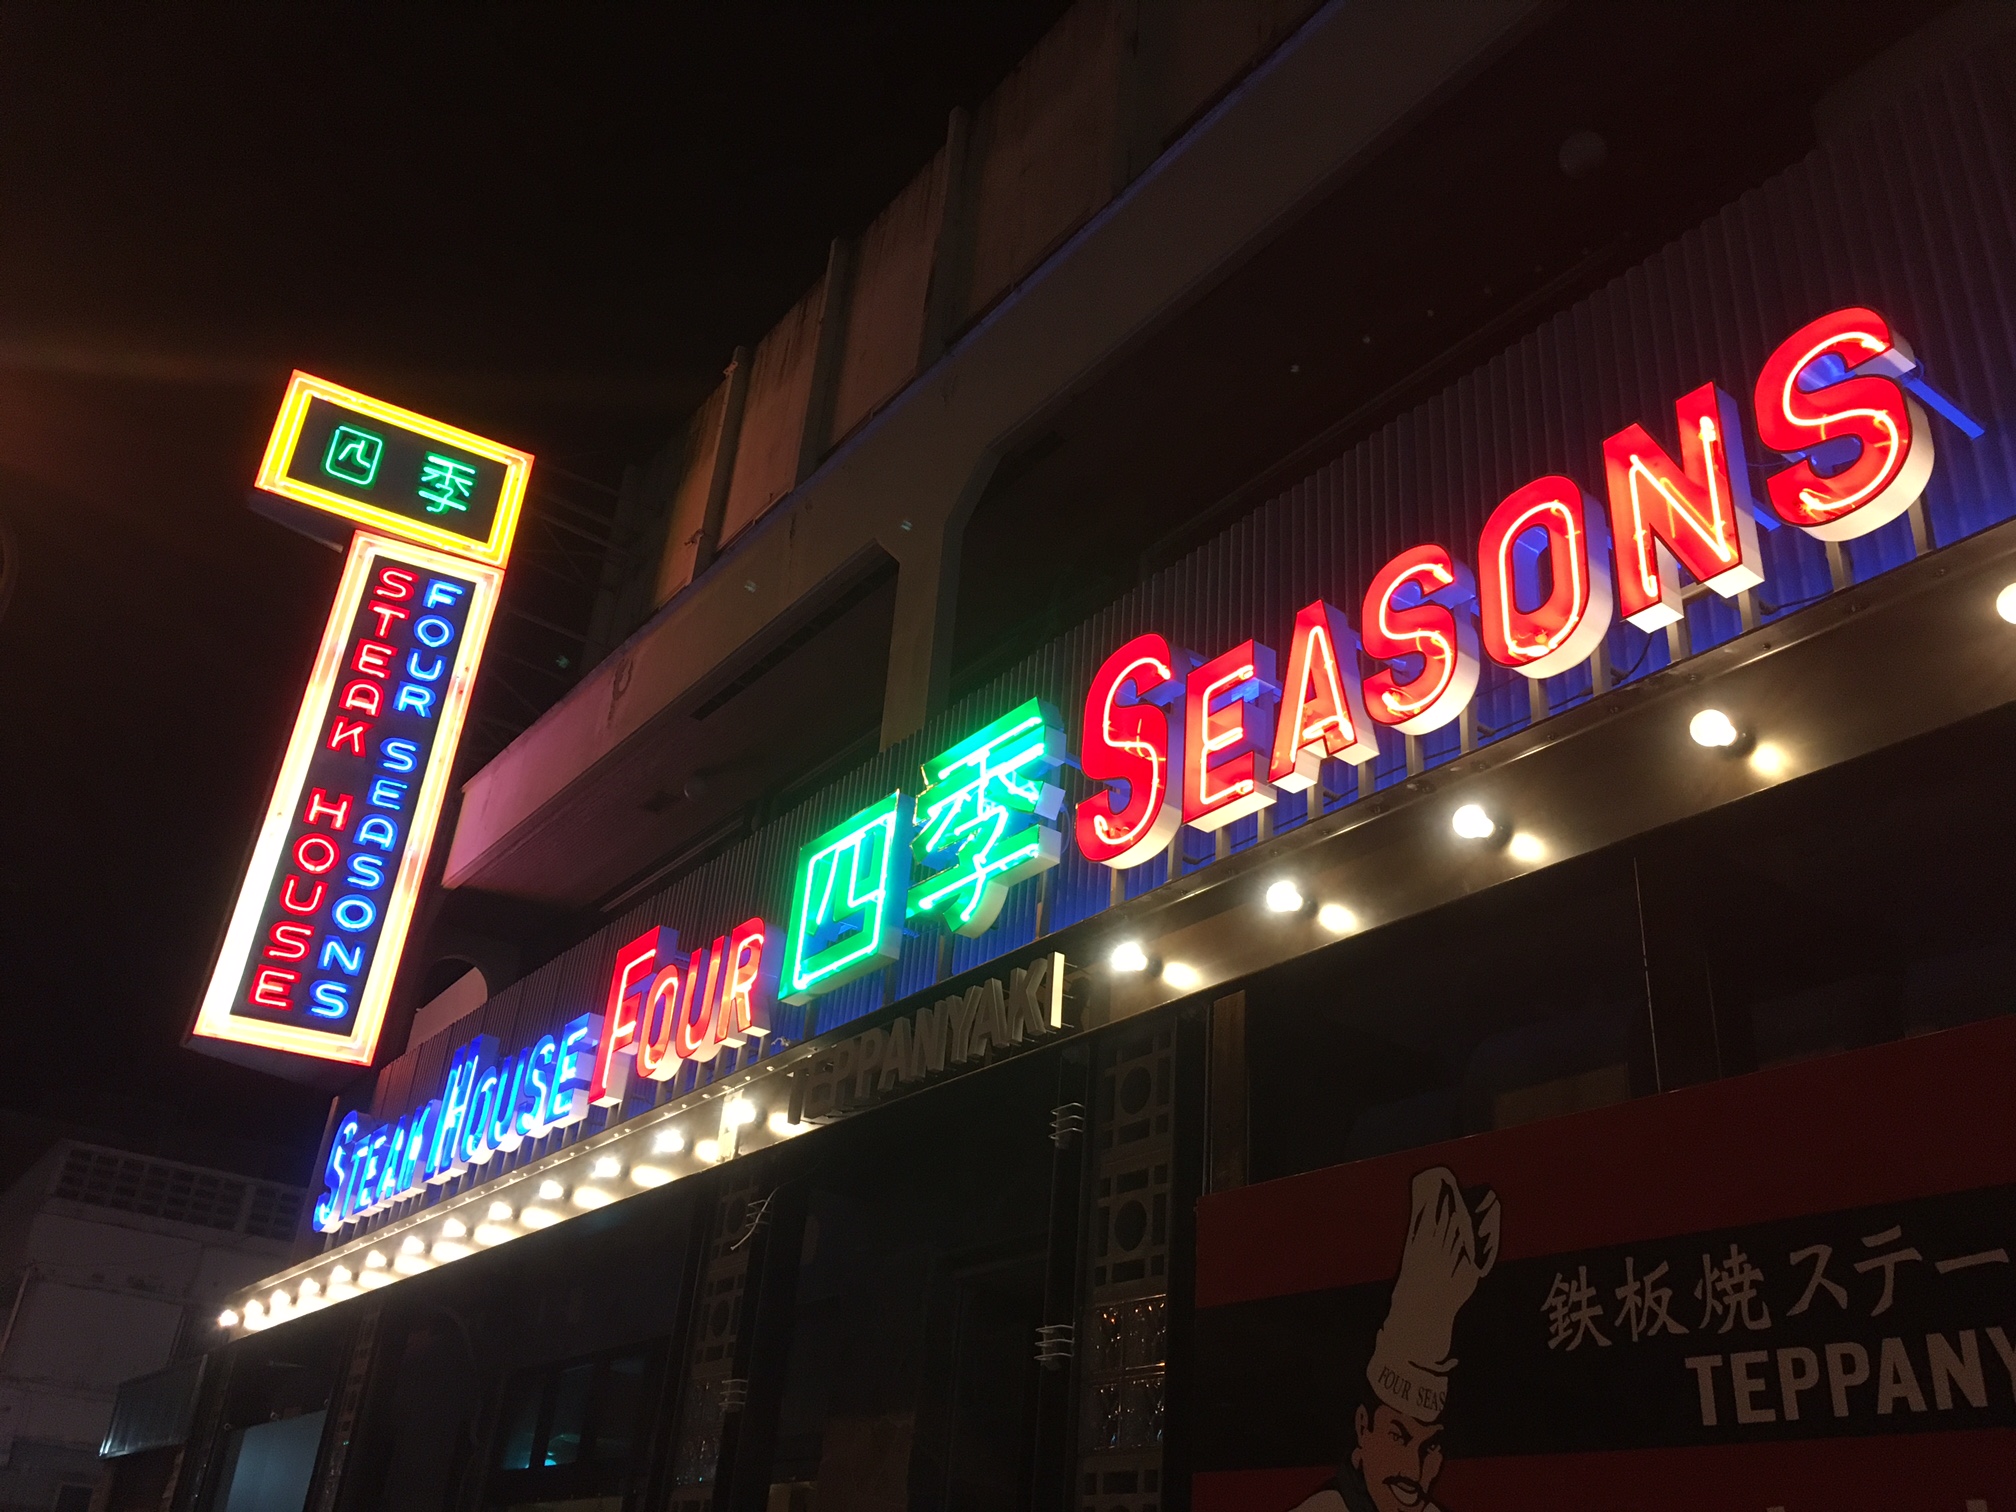 四季
STEAK HOUSE
FOUR SEASONS
STEAK HOUSE FOUR 四季 SEASONS
TEPPANYAKI
鉄板焼ステー
TEPPANY
FOUR SEAS